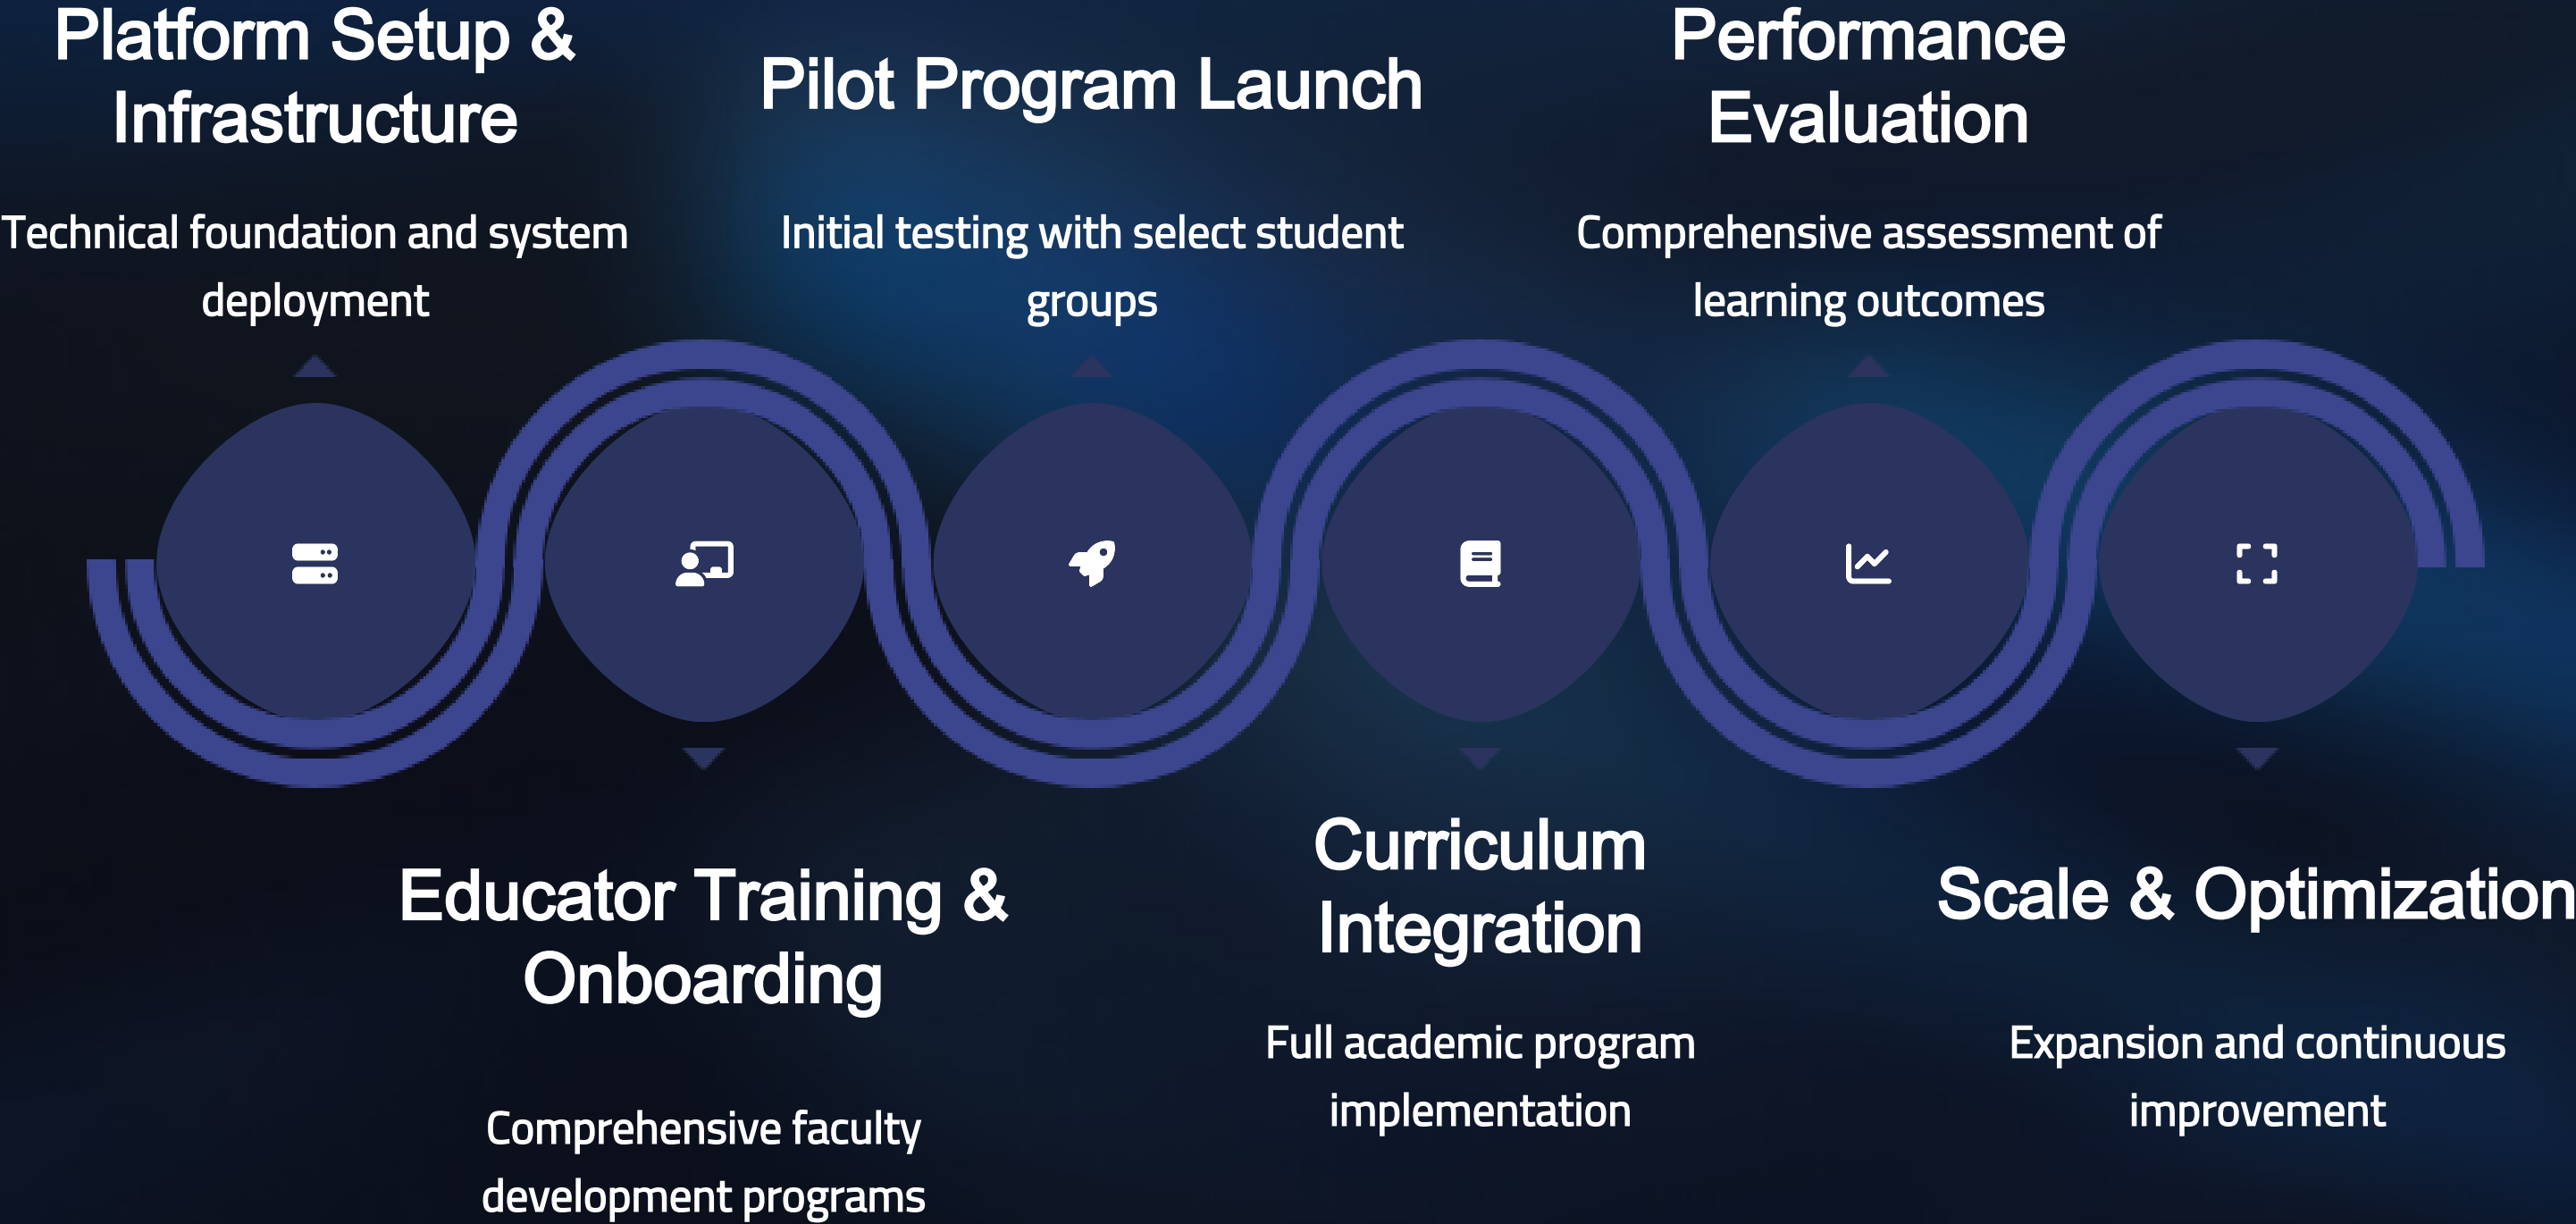 Platform Setup &
Infrastructure
Technical foundation and system
deployment
Educator Training &
Onboarding
Comprehensive faculty
development programs
Pilot Program Launch
Initial testing with select student
groups
Curriculum
Integration
Full academic program
implementation
Performance
Evaluation
Comprehensive assessment of
learning outcomes
Scale & Optimization
Expansion and continuous
improvement